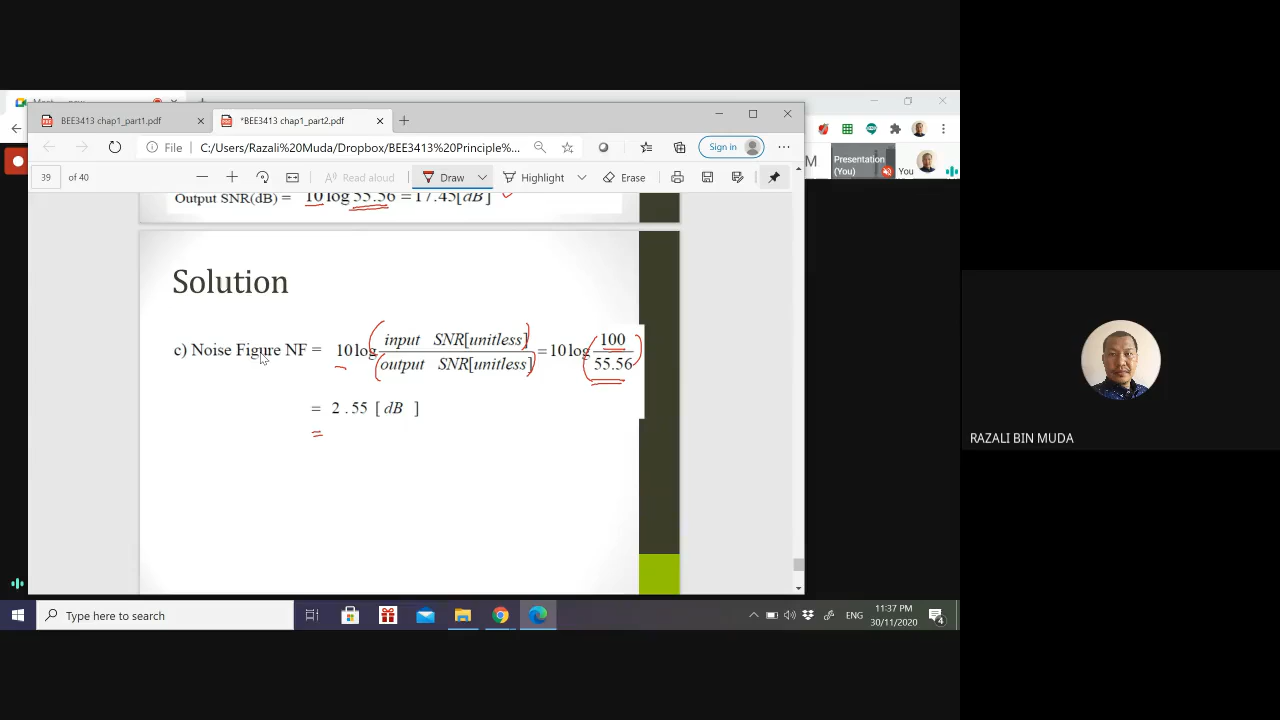 BEE3413 chap1_part1.pdf
*BEE3413 chap1_part2.pdf
File C:/Users/Razali%20Muda/Dropbox/BEE3413%20Principle%...
Sign in
Presentation (You)
You
39 of 40
Read aloud
Draw
Highlight
Erase
Output SNR(dB) = 10 log 55.56 = 17.45[dB]
Solution
c) Noise Figure NF = 10 log (input SNR[unitless]) / (output SNR[unitless]) = 10 log (100 / 55.56)
= 2 . 55 [ dB ]
=
RAZALI BIN MUDA
Type here to search
ENG
11:37 PM
30/11/2020
4